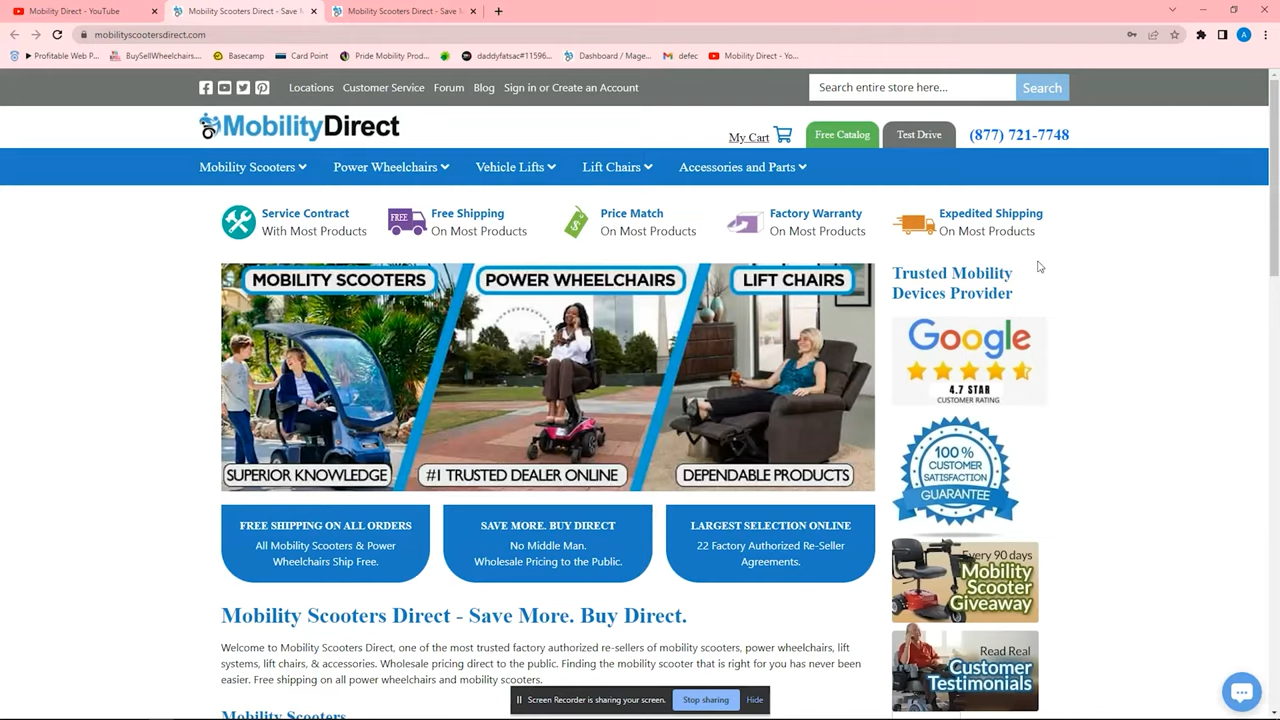 Mobility Direct - YouTube
Mobility Scooters Direct - Save M
Mobility Scooters Direct - Save M
mobilityscootersdirect.com
Profitable Web P...
BuySellWheelchairs....
Basecamp
Card Point
Pride Mobility Prod...
daddyfatsac#11596...
Dashboard / Mage...
defec
Mobility Direct - Yo...
A
Locations
Customer Service
Forum
Blog
Sign in or Create an Account
Search entire store here...
Search
MobilityDirect
My Cart
Free Catalog
Test Drive
(877) 721-7748
Mobility Scooters
Power Wheelchairs
Vehicle Lifts
Lift Chairs
Accessories and Parts
Service Contract
With Most Products
FREE
Free Shipping
On Most Products
$
Price Match
On Most Products
Factory Warranty
On Most Products
Expedited Shipping
On Most Products
MOBILITY SCOOTERS
POWER WHEELCHAIRS
LIFT CHAIRS
SUPERIOR KNOWLEDGE
#1 TRUSTED DEALER ONLINE
DEPENDABLE PRODUCTS
Trusted Mobility
Devices Provider
Google
4.7 STAR
CUSTOMER RATING
100%
CUSTOMER
SATISFACTION
GUARANTEE
Every 90 days
Mobility
Scooter
Giveaway
Read Real
Customer
Testimonials
FREE SHIPPING ON ALL ORDERS
All Mobility Scooters & Power
Wheelchairs Ship Free.
SAVE MORE. BUY DIRECT
No Middle Man.
Wholesale Pricing to the Public.
LARGEST SELECTION ONLINE
22 Factory Authorized Re-Seller
Agreements.
Mobility Scooters Direct - Save More. Buy Direct.
Welcome to Mobility Scooters Direct, one of the most trusted factory authorized re-sellers of mobility scooters, power wheelchairs, lift
systems, lift chairs, & accessories. Wholesale pricing direct to the public. Finding the mobility scooter that is right for you has never been
easier. Free shipping on all power wheelchairs and mobility scooters.
Mobility Scooters
Screen Recorder is sharing your screen.
Stop sharing
Hide